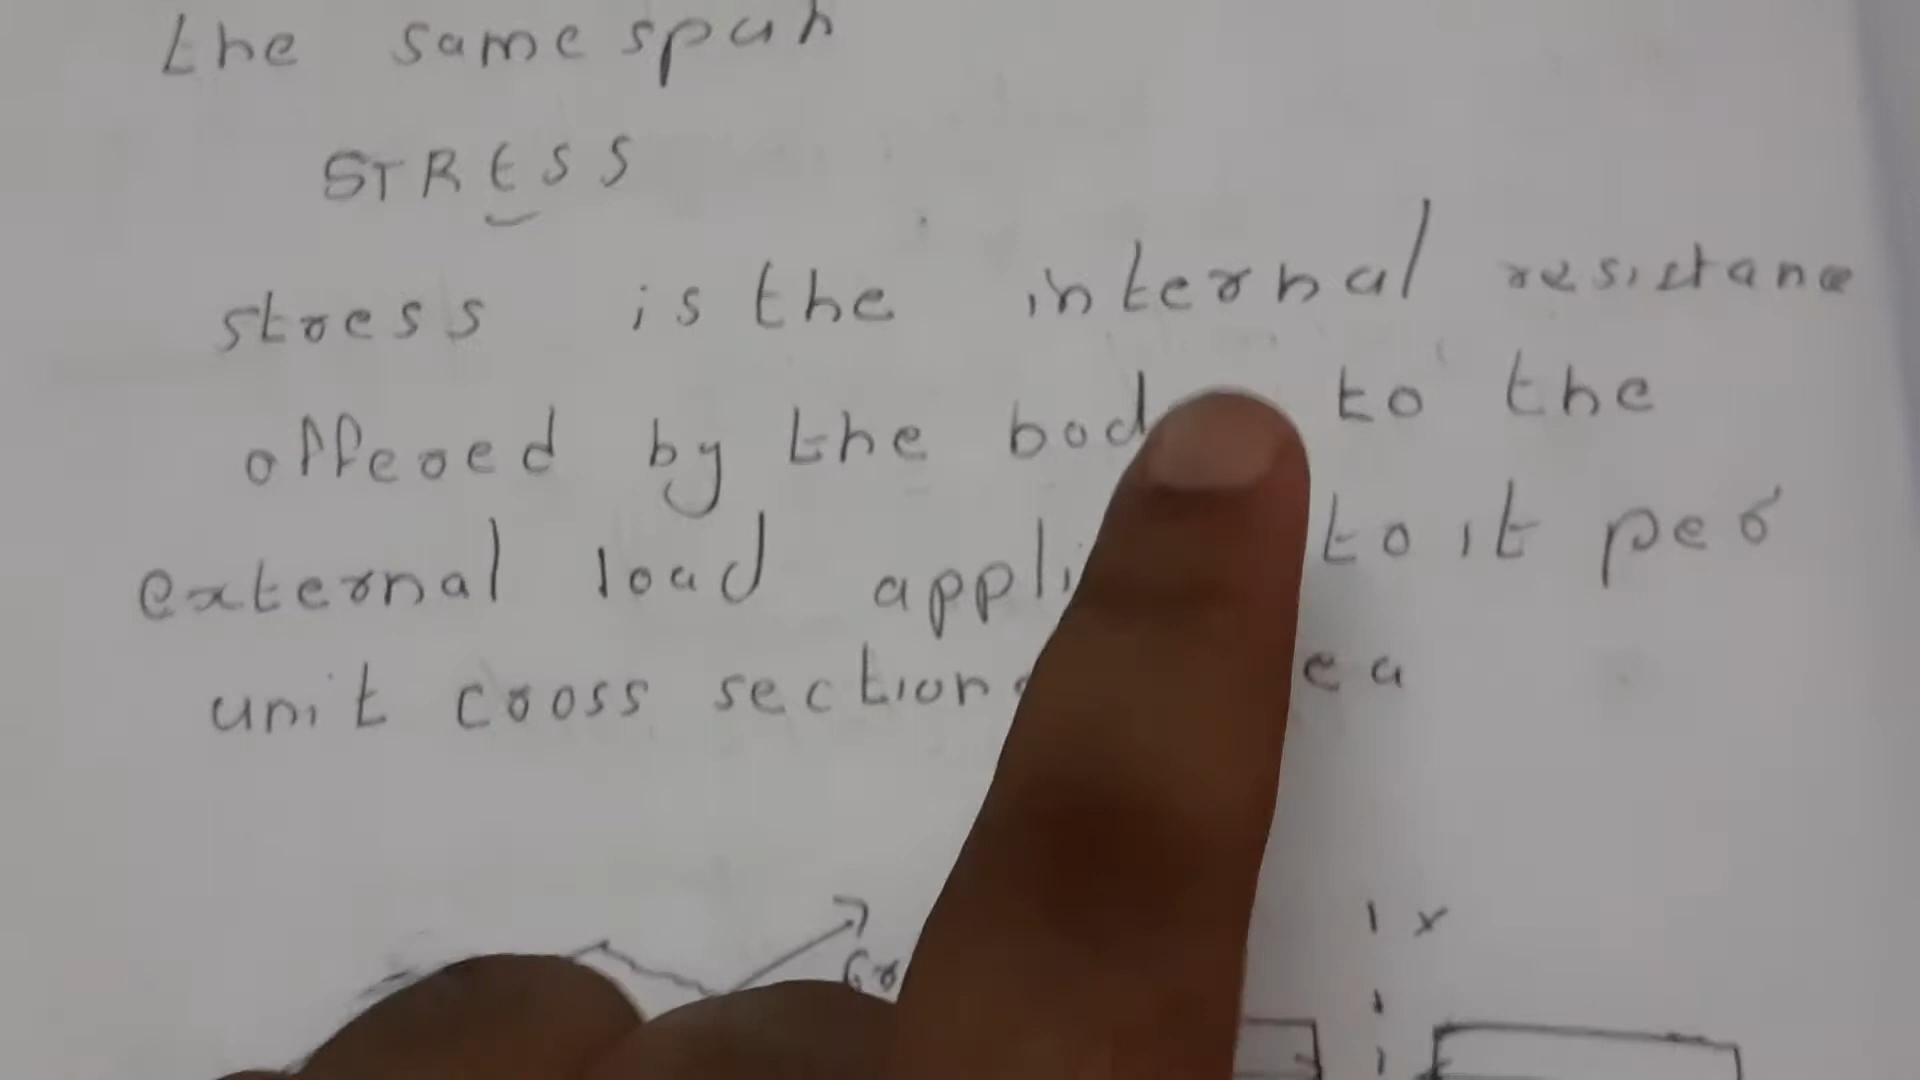 the same span
STRESS
stress is the internal resistance
offered by the bod to the
external load appli to it per
unit cross section ea
x